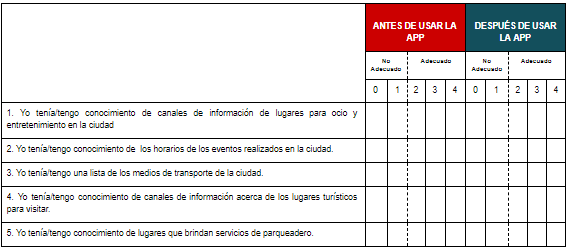 ANTES DE USAR LA APP
DESPUÉS DE USAR LA APP
No Adecuado
Adecuado
No Adecuado
Adecuado
0 1 2 3 4 0 1 2 3 4
1. Yo tenía/tengo conocimiento de canales de información de lugares para ocio y
entretenimiento en la ciudad
2. Yo tenía/tengo conocimiento de los horarios de los eventos realizados en la ciudad.
3. Yo tenía/tengo una lista de los medios de transporte de la ciudad.
4. Yo tenía/tengo conocimiento de canales de información acerca de los lugares turísticos
para visitar.
5. Yo tenía/tengo conocimiento de lugares que brindan servicios de parqueadero.